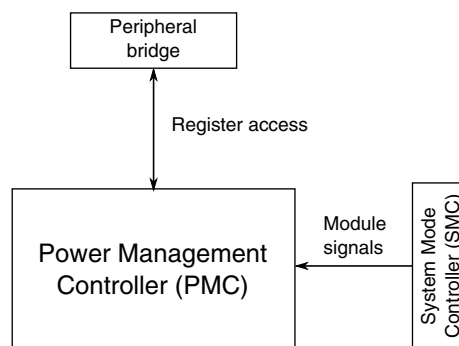 Peripheral
bridge
Register access
Power Management
Controller (PMC)
Module
signals
System Mode
Controller (SMC)